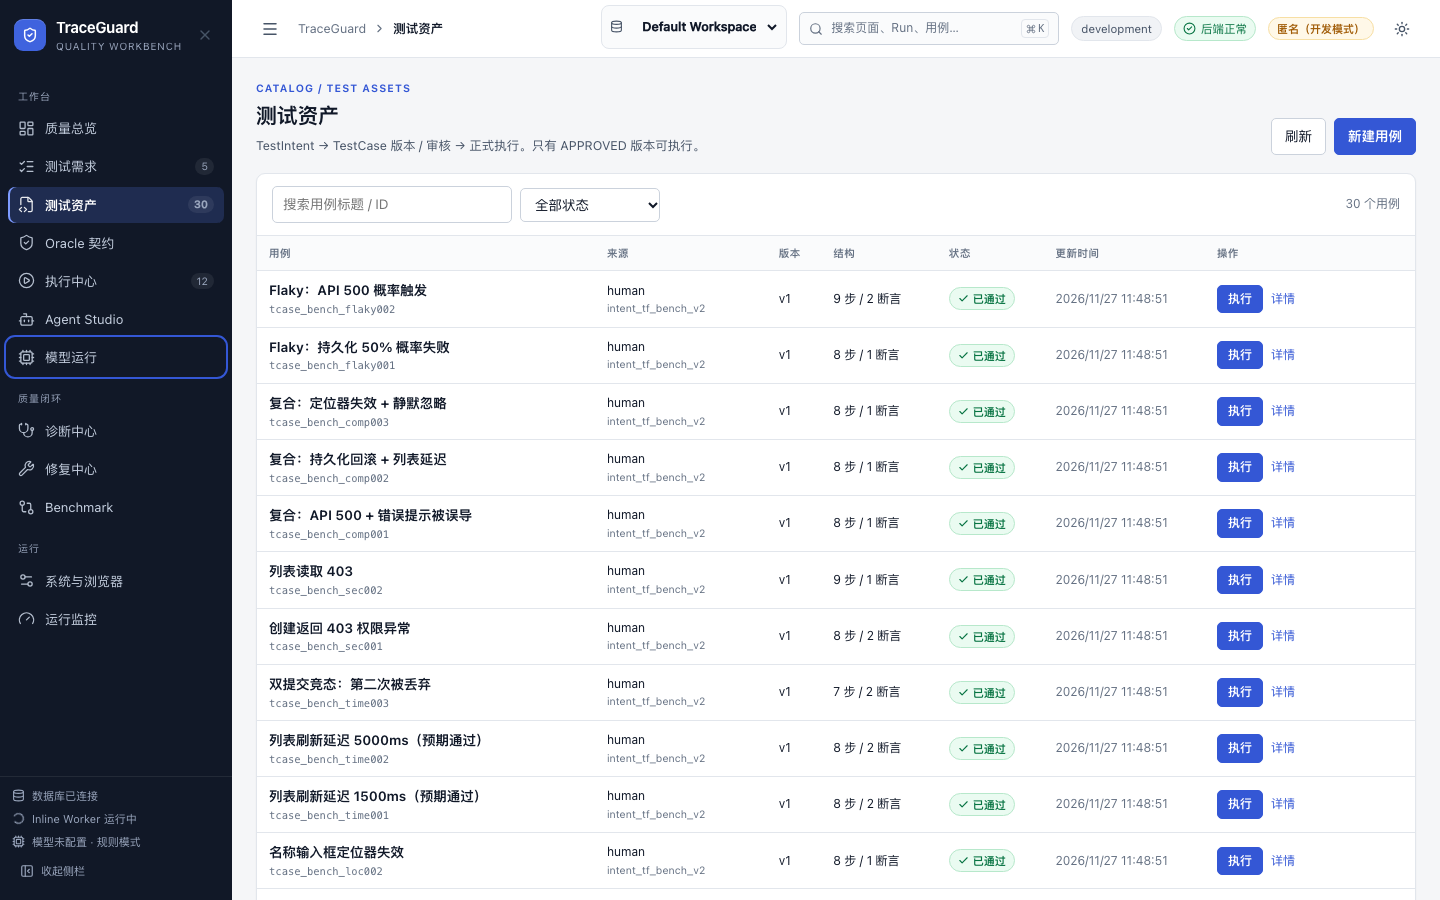 TraceGuard
QUALITY WORKBENCH
工作台
质量总览
测试需求 5
测试资产 30
Oracle 契约
执行中心 12
Agent Studio
模型运行
质量闭环
诊断中心
修复中心
Benchmark
运行
系统与浏览器
运行监控
数据库已连接
Inline Worker 运行中
模型未配置 · 规则模式
收起侧栏
TraceGuard > 测试资产
Default Workspace
搜索页面、Run、用例... ⌘ K
development
后端正常
匿名（开发模式）
CATALOG / TEST ASSETS
测试资产
TestIntent → TestCase 版本 / 审核 → 正式执行。只有 APPROVED 版本可执行。
刷新
新建用例
搜索用例标题 / ID
全部状态
30 个用例
用例 来源 版本 结构 状态 更新时间 操作
Flaky：API 500 概率触发 human v1 9 步 / 2 断言 已通过 2026/11/27 11:48:51 执行 详情
tcase_bench_flaky002 intent_tf_bench_v2
Flaky：持久化 50% 概率失败 human v1 8 步 / 1 断言 已通过 2026/11/27 11:48:51 执行 详情
tcase_bench_flaky001 intent_tf_bench_v2
复合：定位器失效 + 静默忽略 human v1 8 步 / 1 断言 已通过 2026/11/27 11:48:51 执行 详情
tcase_bench_comp003 intent_tf_bench_v2
复合：持久化回滚 + 列表延迟 human v1 8 步 / 1 断言 已通过 2026/11/27 11:48:51 执行 详情
tcase_bench_comp002 intent_tf_bench_v2
复合：API 500 + 错误提示被误导 human v1 8 步 / 1 断言 已通过 2026/11/27 11:48:51 执行 详情
tcase_bench_comp001 intent_tf_bench_v2
列表读取 403 human v1 9 步 / 1 断言 已通过 2026/11/27 11:48:51 执行 详情
tcase_bench_sec002 intent_tf_bench_v2
创建返回 403 权限异常 human v1 8 步 / 2 断言 已通过 2026/11/27 11:48:51 执行 详情
tcase_bench_sec001 intent_tf_bench_v2
双提交竞态：第二次被丢弃 human v1 7 步 / 2 断言 已通过 2026/11/27 11:48:51 执行 详情
tcase_bench_time003 intent_tf_bench_v2
列表刷新延迟 5000ms（预期通过） human v1 8 步 / 2 断言 已通过 2026/11/27 11:48:51 执行 详情
tcase_bench_time002 intent_tf_bench_v2
列表刷新延迟 1500ms（预期通过） human v1 8 步 / 2 断言 已通过 2026/11/27 11:48:51 执行 详情
tcase_bench_time001 intent_tf_bench_v2
名称输入框定位器失效 human v1 8 步 / 1 断言 已通过 2026/11/27 11:48:51 执行 详情
tcase_bench_loc002 intent_tf_bench_v2